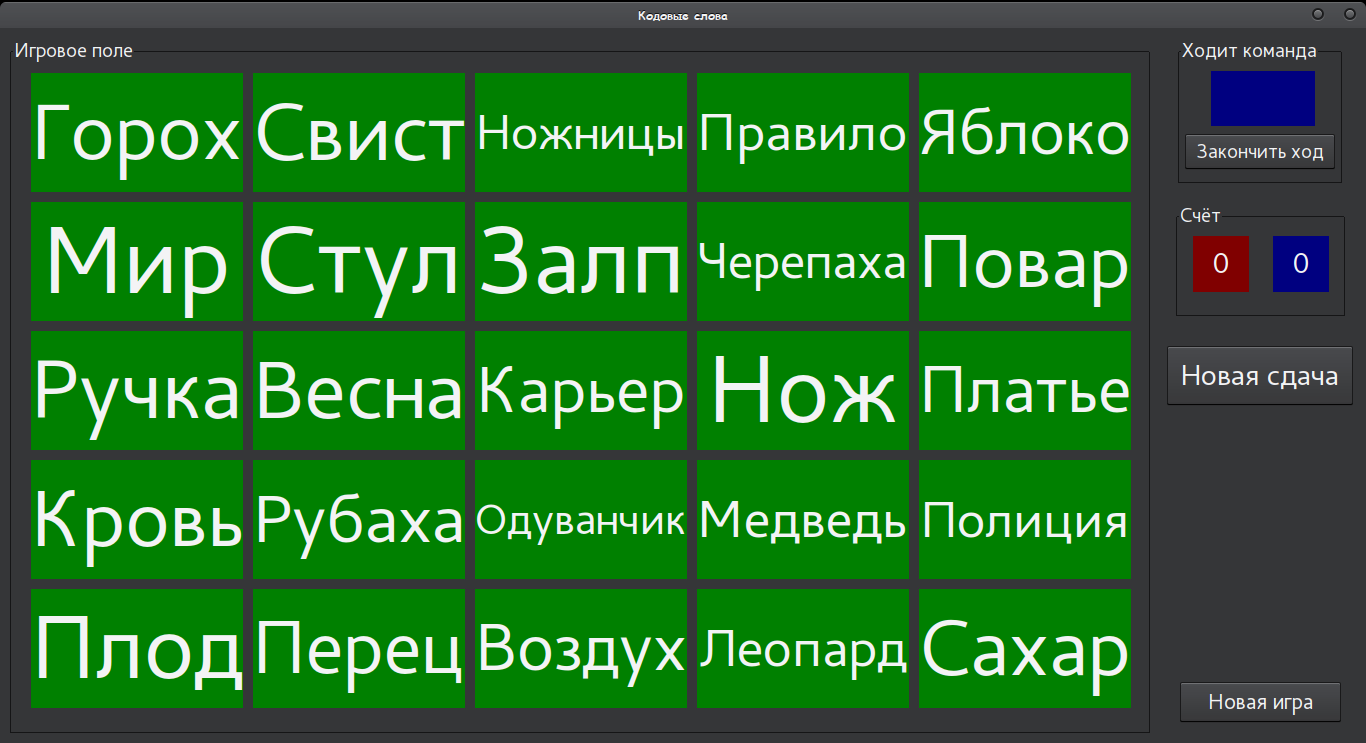 Кодовые слова
Игровое поле
Горох Свист Ножницы Правило Яблоко
Мир Стул Залп Черепаха Повар
Ручка Весна Карьер Нож Платье
Кровь Рубаха Одуванчик Медведь Полиция
Плод Перец Воздух Леопард Сахар
Ходит команда
Закончить ход
Счёт
0 0
Новая сдача
Новая игра